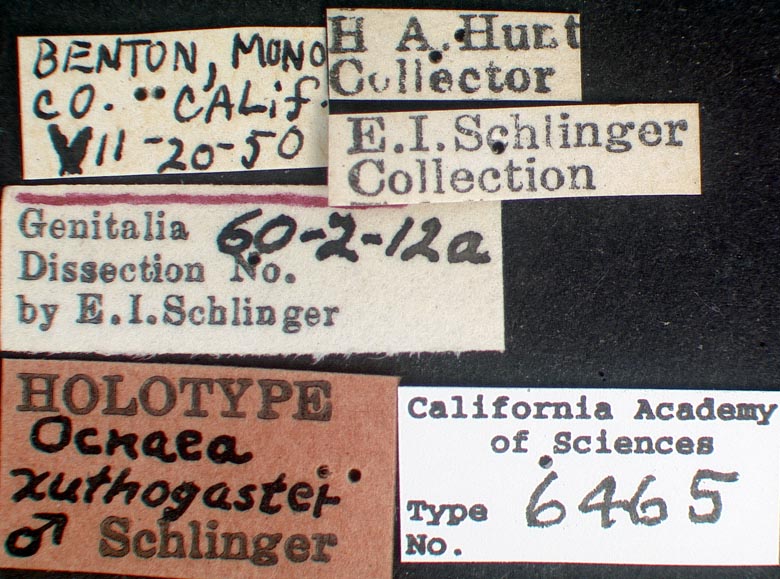 BENTON, MONO
CO. CALIF.
VII-20-50
H A. Hunt
Collector
E.I. Schlinger
Collection
Genitalia 60-2-12a
Dissection No.
by E.I. Schlinger
HOLOTYPE
Ocnaea
xuthogaster
♂ Schlinger
California Academy
of Sciences
Type 6465
No.